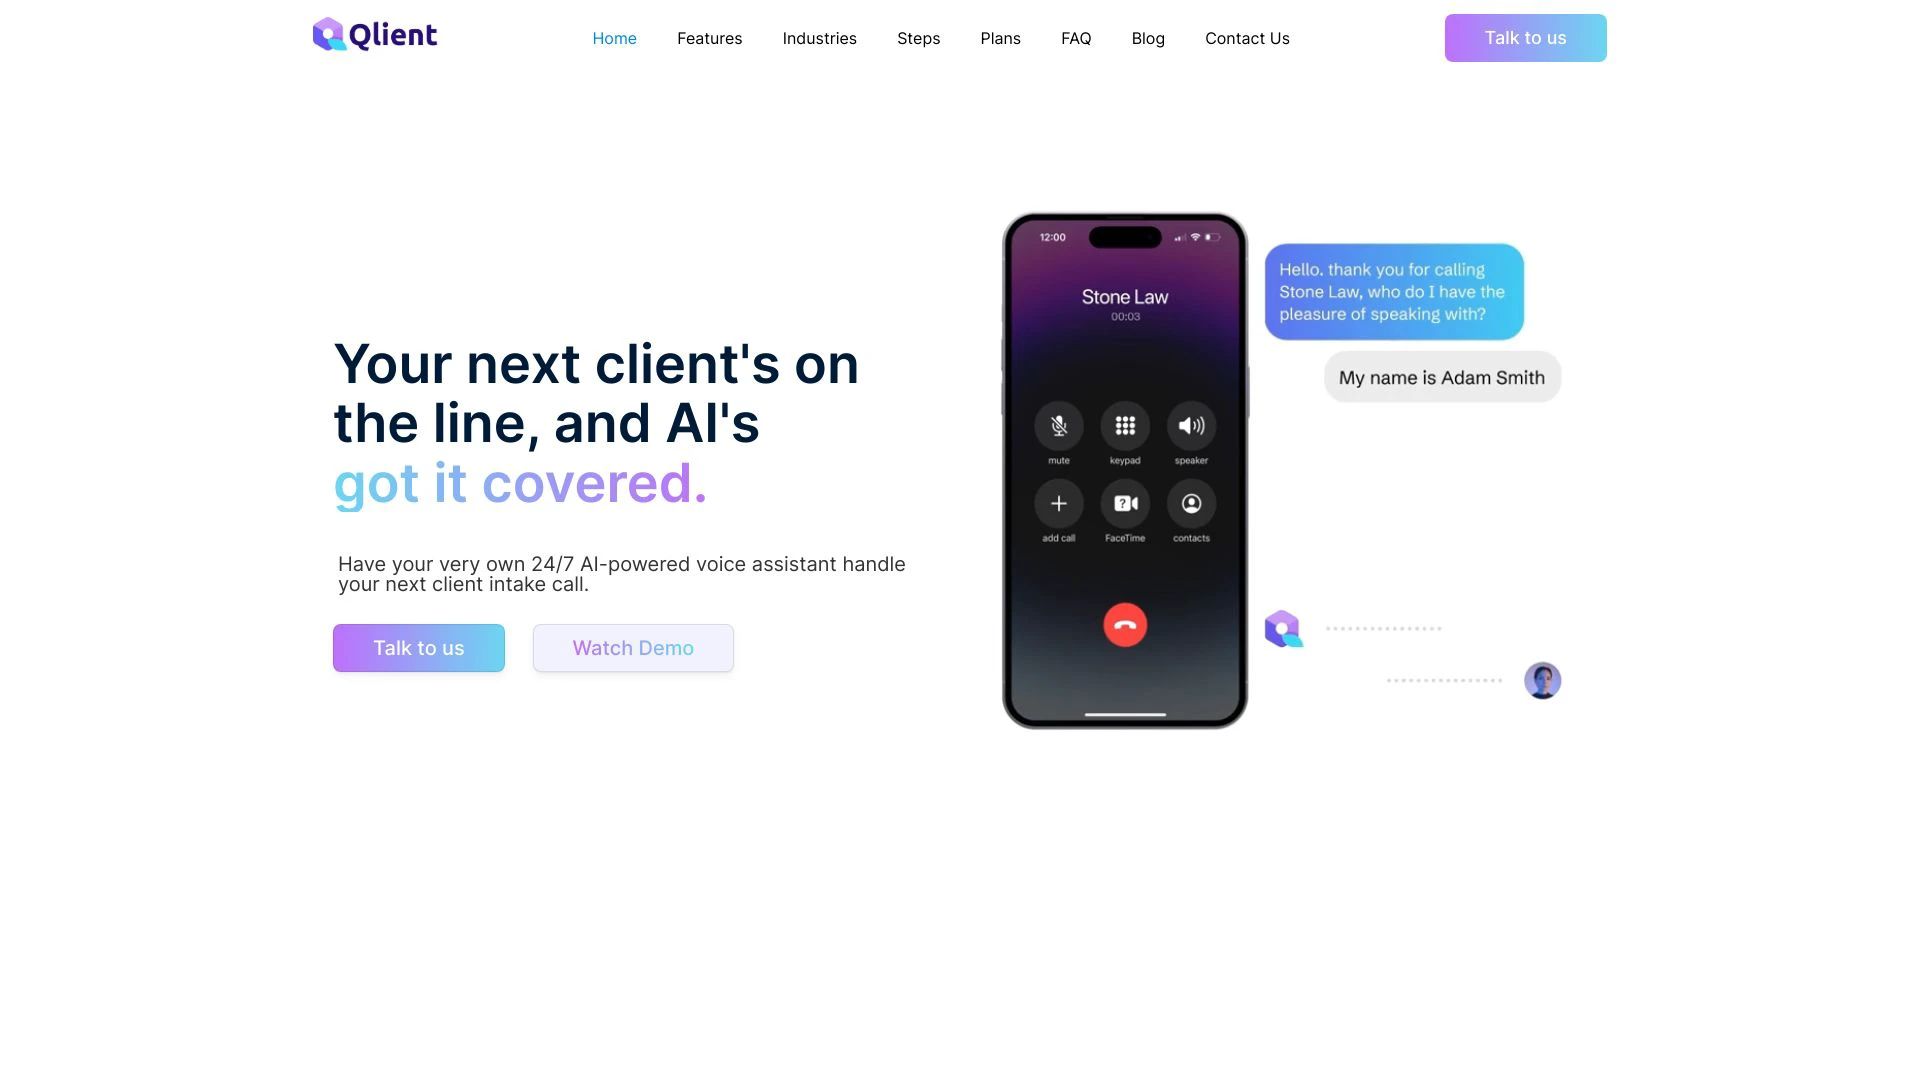 Qlient
Home
Features
Industries
Steps
Plans
FAQ
Blog
Contact Us
Talk to us
Your next client's on
the line, and AI's
got it covered.
Have your very own 24/7 AI-powered voice assistant handle
your next client intake call.
Talk to us
Watch Demo
12:00
Stone Law
00:03
mute
keypad
speaker
add call
FaceTime
contacts
Hello. thank you for calling
Stone Law, who do I have the
pleasure of speaking with?
My name is Adam Smith